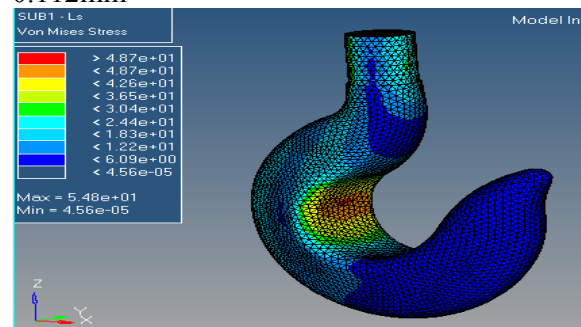 0.112mm
SUB1 - Ls
Von Mises Stress
Model In
> 4.87e+01
< 4.87e+01
< 4.26e+01
< 3.65e+01
< 3.04e+01
< 2.44e+01
< 1.83e+01
< 1.22e+01
< 6.09e+00
< 4.56e-05
Max = 5.48e+01
Min = 4.56e-05
Z
Y
X